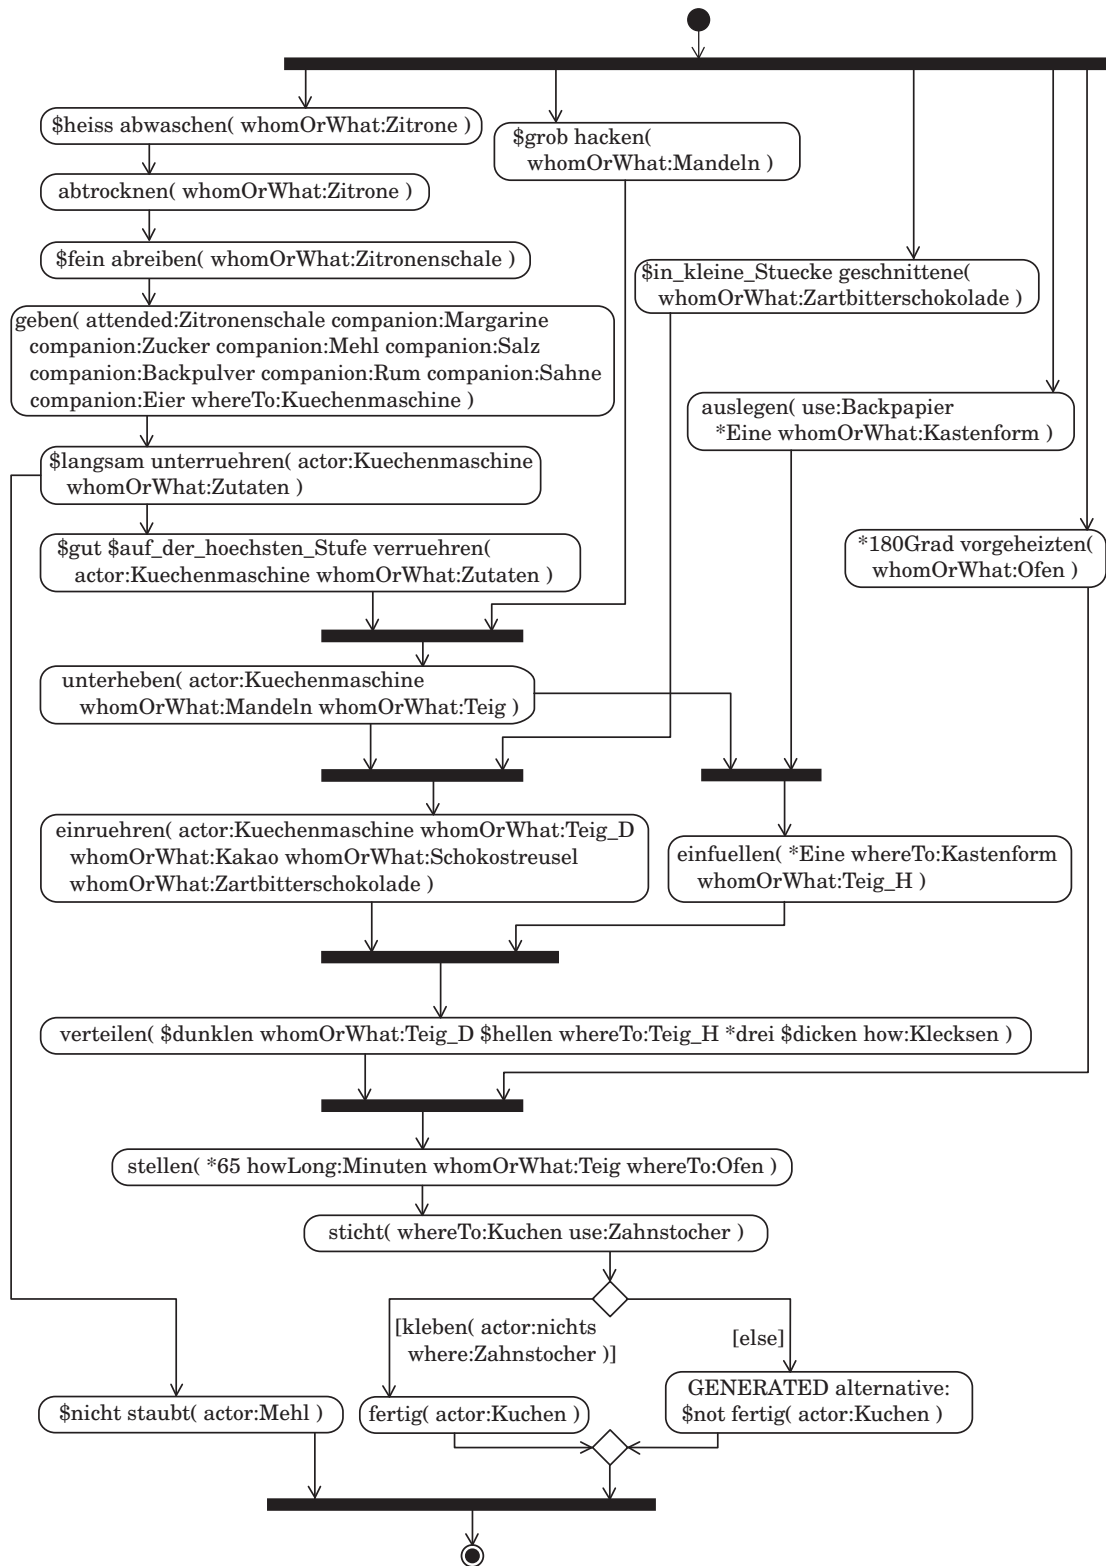 $heiss abwaschen( whomOrWhat:Zitrone )
$grob hacken(
whomOrWhat:Mandeln )
abtrocknen( whomOrWhat:Zitrone )
$fein abreiben( whomOrWhat:Zitronenschale )
$in_kleine_Stuecke geschnittene(
whomOrWhat:Zartbitterschokolade )
geben( attended:Zitronenschale companion:Margarine
companion:Zucker companion:Mehl companion:Salz
companion:Backpulver companion:Rum companion:Sahne
companion:Eier whereTo:Kuechenmaschine )
auslegen( use:Backpapier
*Eine whomOrWhat:Kastenform )
$langsam unterruehren( actor:Kuechenmaschine
whomOrWhat:Zutaten )
$gut $auf_der_hoechsten_Stufe verruehren(
actor:Kuechenmaschine whomOrWhat:Zutaten )
*180Grad vorgeheizten(
whomOrWhat:Ofen )
unterheben( actor:Kuechenmaschine
whomOrWhat:Mandeln whomOrWhat:Teig )
einruehren( actor:Kuechenmaschine whomOrWhat:Teig_D
whomOrWhat:Kakao whomOrWhat:Schokostreusel
whomOrWhat:Zartbitterschokolade )
einfuellen( *Eine whereTo:Kastenform
whomOrWhat:Teig_H )
verteilen( $dunklen whomOrWhat:Teig_D $hellen whereTo:Teig_H *drei $dicken how:Klecksen )
stellen( *65 howLong:Minuten whomOrWhat:Teig whereTo:Ofen )
sticht( whereTo:Kuchen use:Zahnstocher )
[kleben( actor:nichts
where:Zahnstocher )]
[else]
$nicht staubt( actor:Mehl )
fertig( actor:Kuchen )
GENERATED alternative:
$not fertig( actor:Kuchen )